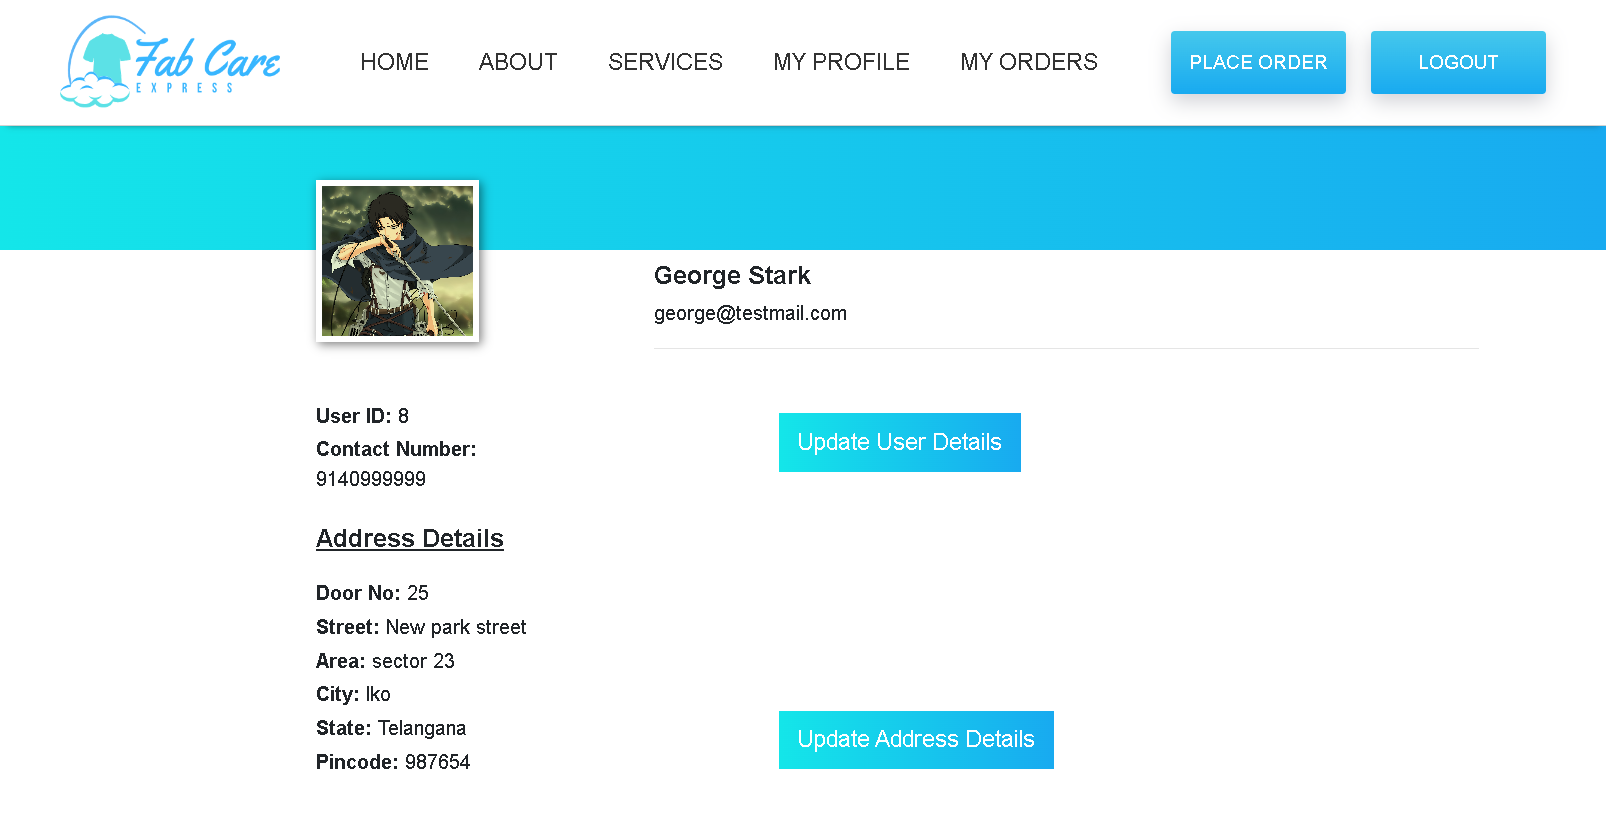 Fab Care
EXPRESS
HOME ABOUT SERVICES MY PROFILE MY ORDERS PLACE ORDER LOGOUT
George Stark
george@testmail.com
User ID: 8
Contact Number:
9140999999
Update User Details
Address Details
Door No: 25
Street: New park street
Area: sector 23
City: lko
State: Telangana
Pincode: 987654
Update Address Details